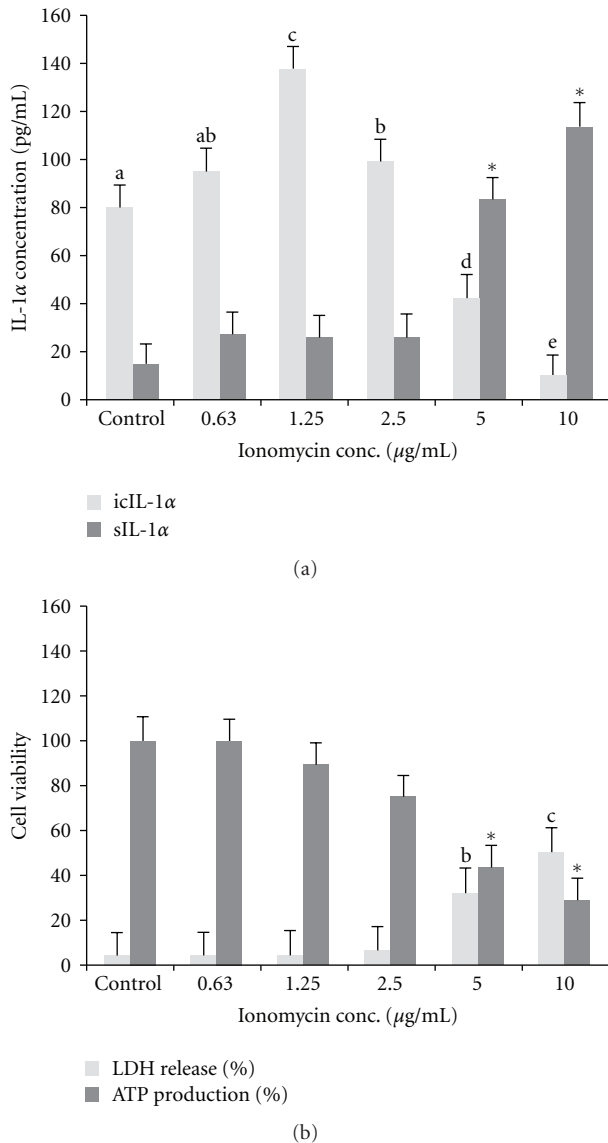 160
140
120
100
80
60
40
20
0
IL-1α concentration (pg/mL)
a
ab
c
b
d
*
e
*
Control 0.63 1.25 2.5 5 10
Ionomycin conc. (μg/mL)
icIL-1α
sIL-1α
(a)
160
140
120
100
80
60
40
20
0
Cell viability
b
*
c
*
Control 0.63 1.25 2.5 5 10
Ionomycin conc. (μg/mL)
LDH release (%)
ATP production (%)
(b)